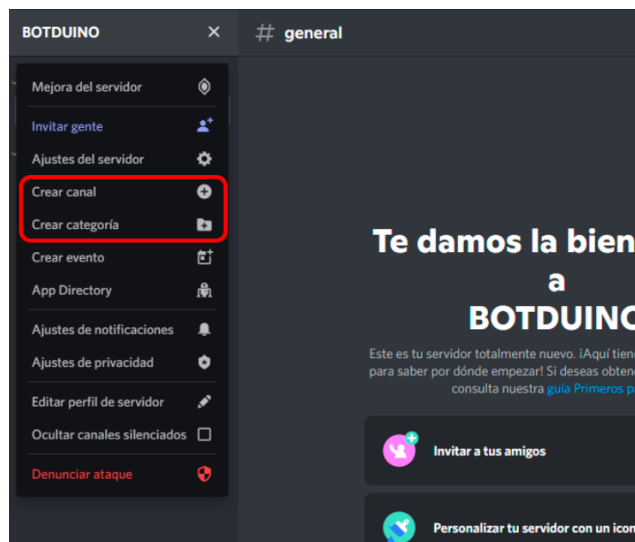 BOTDUINO
general
Mejora del servidor
Invitar gente
Ajustes del servidor
Crear canal
Crear categoría
Crear evento
App Directory
Ajustes de notificaciones
Ajustes de privacidad
Editar perfil de servidor
Ocultar canales silenciados
Denunciar ataque
Te damos la bien
a
BOTDUINO
Este es tu servidor totalmente nuevo. ¡Aquí tien
para saber por dónde empezar! Si deseas obten
consulta nuestra guía Primeros p
Invitar a tus amigos
Personalizar tu servidor con un icon